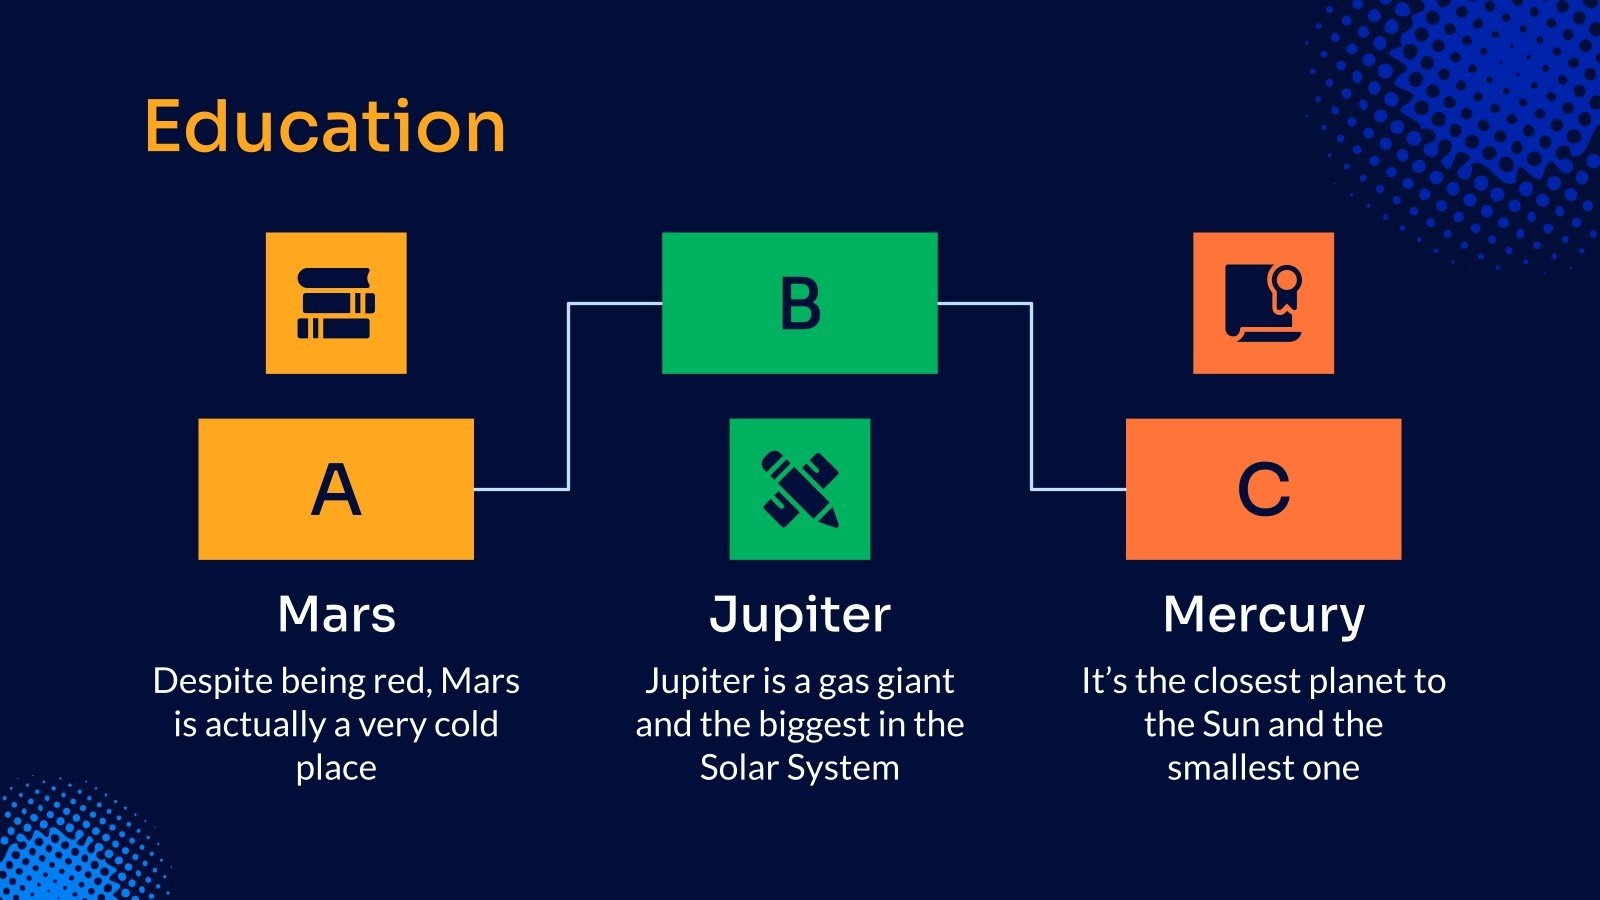 Education
A
B
C
Mars
Despite being red, Mars
is actually a very cold
place
Jupiter
Jupiter is a gas giant
and the biggest in the
Solar System
Mercury
It’s the closest planet to
the Sun and the
smallest one